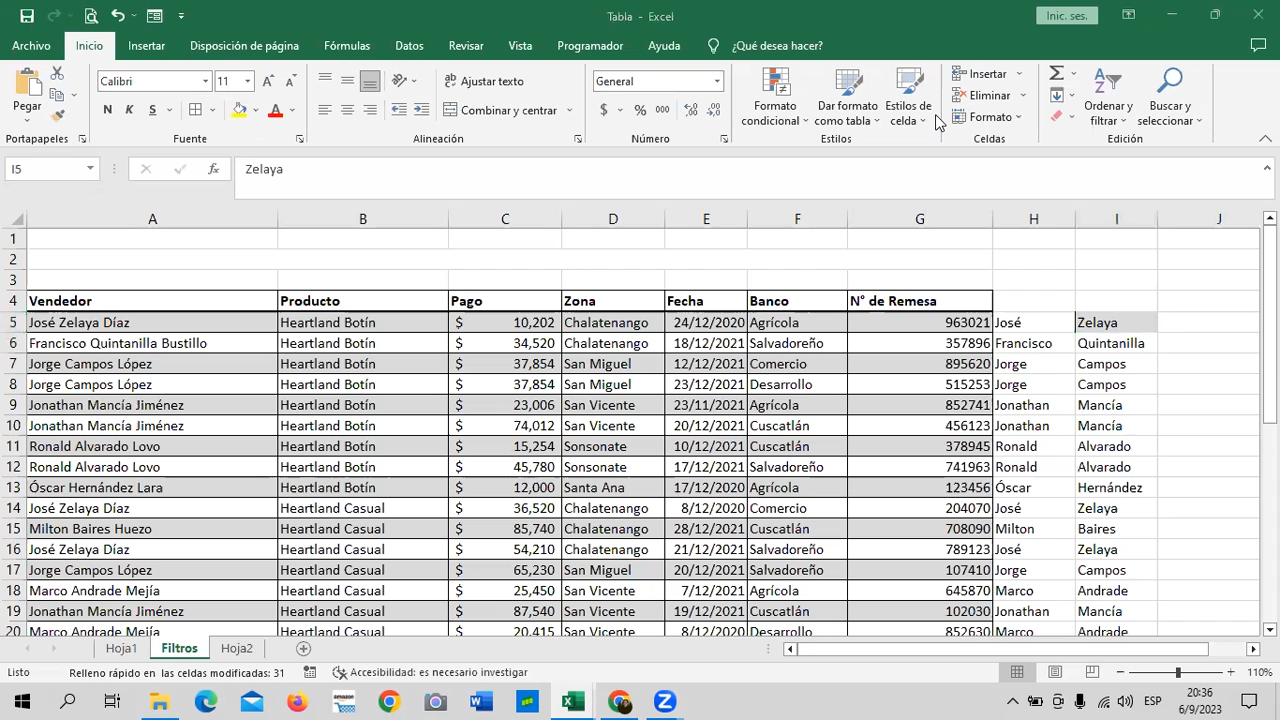 Tabla - Excel
Inic. ses.
Archivo Inicio Insertar Disposición de página Fórmulas Datos Revisar Vista Programador Ayuda ¿Qué desea hacer?
Pegar
Portapapeles
Calibri 11
N K S
Fuente
Ajustar texto
Combinar y centrar
Alineación
General
$ % 000
Número
Formato condicional
Dar formato como tabla
Estilos de celda
Estilos
Insertar
Eliminar
Formato
Celdas
Ordenar y filtrar
Buscar y seleccionar
Edición
I5 fx Zelaya
A B C D E F G H I J
1
2
3
4 Vendedor Producto Pago Zona Fecha Banco N° de Remesa
5 José Zelaya Díaz Heartland Botín $ 10,202 Chalatenango 24/12/2020 Agrícola 963021 José Zelaya
6 Francisco Quintanilla Bustillo Heartland Botín $ 34,520 Chalatenango 18/12/2021 Salvadoreño 357896 Francisco Quintanilla
7 Jorge Campos López Heartland Botín $ 37,854 San Miguel 12/12/2021 Comercio 895620 Jorge Campos
8 Jorge Campos López Heartland Botín $ 37,854 San Miguel 23/12/2021 Desarrollo 515253 Jorge Campos
9 Jonathan Mancía Jiménez Heartland Botín $ 23,006 San Vicente 23/11/2021 Agrícola 852741 Jonathan Mancía
10 Jonathan Mancía Jiménez Heartland Botín $ 74,012 San Vicente 20/12/2021 Cuscatlán 456123 Jonathan Mancía
11 Ronald Alvarado Lovo Heartland Botín $ 15,254 Sonsonate 10/12/2021 Cuscatlán 378945 Ronald Alvarado
12 Ronald Alvarado Lovo Heartland Botín $ 45,780 Sonsonate 17/12/2021 Salvadoreño 741963 Ronald Alvarado
13 Óscar Hernández Lara Heartland Botín $ 12,000 Santa Ana 17/12/2020 Agrícola 123456 Óscar Hernández
14 José Zelaya Díaz Heartland Casual $ 36,520 Chalatenango 8/12/2020 Comercio 204070 José Zelaya
15 Milton Baires Huezo Heartland Casual $ 85,740 Chalatenango 28/12/2021 Cuscatlán 708090 Milton Baires
16 José Zelaya Díaz Heartland Casual $ 54,210 Chalatenango 21/12/2021 Salvadoreño 789123 José Zelaya
17 Jorge Campos López Heartland Casual $ 65,230 San Miguel 20/12/2020 Salvadoreño 107410 Jorge Campos
18 Marco Andrade Mejía Heartland Casual $ 25,450 San Vicente 7/12/2021 Agrícola 645870 Marco Andrade
19 Jonathan Mancía Jiménez Heartland Casual $ 87,540 San Vicente 19/12/2021 Cuscatlán 102030 Jonathan Mancía
20 Marco Andrade Mejía Heartland Casual $ 20,415 San Vicente 8/12/2020 Desarrollo 852630 Marco Andrade
Hoja1 Filtros Hoja2
Listo Relleno rápido en las celdas modificadas: 31 Accesibilidad: es necesario investigar 110%
amazon
ESP
20:36
6/9/2023